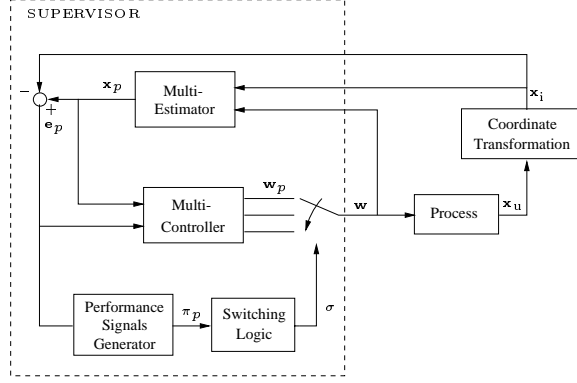 SUPERVISOR
−
+
x_p
e_p
Multi-
Estimator
x_i
Coordinate
Transformation
Multi-
Controller
w_p
w
Process
x_u
Performance
Signals
Generator
π_p
Switching
Logic
σ